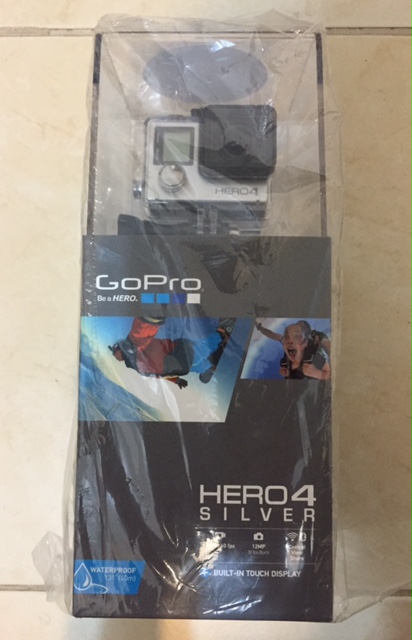 HERO4
GoPro
Be a HERO.
HERO4
SILVER
12MP
WATERPROOF
131' (40m)
+ BUILT-IN TOUCH DISPLAY